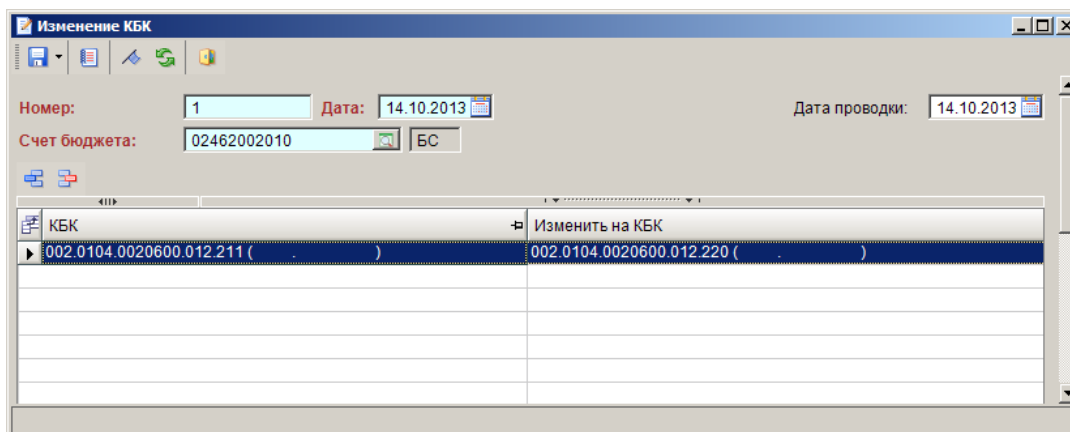 Изменение КБК
Номер: 1 Дата: 14.10.2013 Дата проводки: 14.10.2013
Счет бюджета: 02462002010 БС
КБК Изменить на КБК
002.0104.0020600.012.211 ( . ) 002.0104.0020600.012.220 ( . )